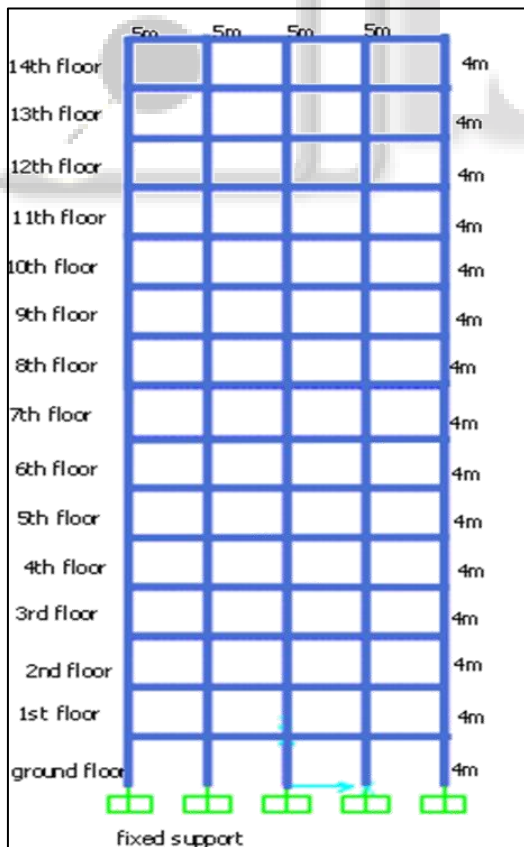 5m 5m 5m 5m
14th floor 4m
13th floor 4m
12th floor 4m
11th floor 4m
10th floor 4m
9th floor 4m
8th floor 4m
7th floor 4m
6th floor 4m
5th floor 4m
4th floor 4m
3rd floor 4m
2nd floor 4m
1st floor 4m
ground floor 4m
fixed support